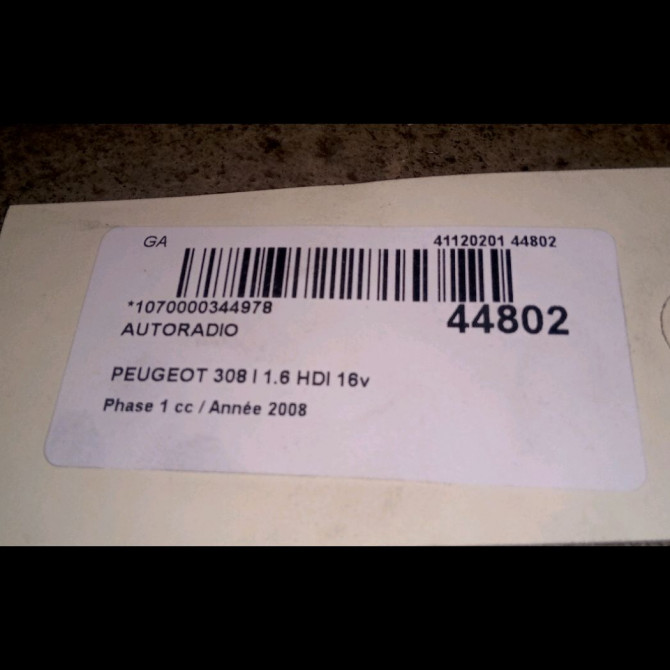 GA 41120201 44802
*1070000344978 44802
AUTORADIO
PEUGEOT 308 I 1.6 HDI 16v
Phase 1 cc / Année 2008